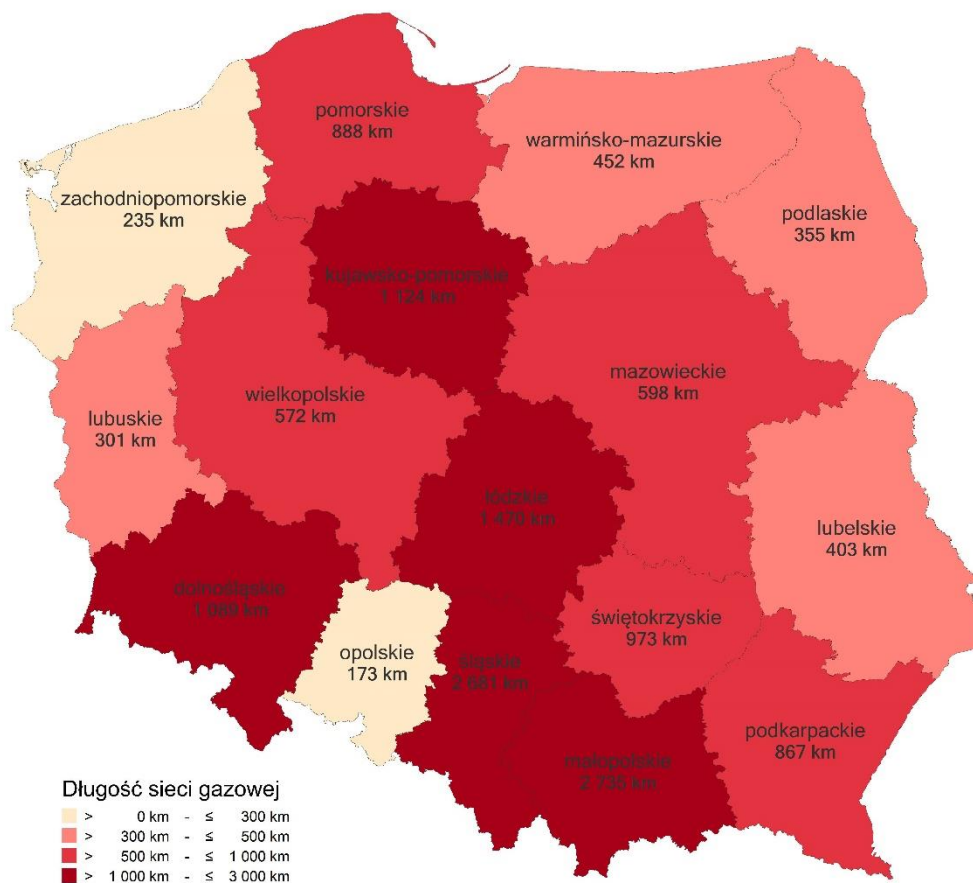 pomorskie
888 km
warmińsko-mazurskie
452 km
zachodniopomorskie
235 km
podlaskie
355 km
kujawsko-pomorskie
1 124 km
mazowieckie
598 km
wielkopolskie
572 km
lubuskie
301 km
łódzkie
1 470 km
lubelskie
403 km
dolnośląskie
1 089 km
świętokrzyskie
973 km
opolskie
173 km
śląskie
2 681 km
podkarpackie
867 km
małopolskie
2 735 km
Długość sieci gazowej
> 0 km - ≤ 300 km
> 300 km - ≤ 500 km
> 500 km - ≤ 1 000 km
> 1 000 km - ≤ 3 000 km